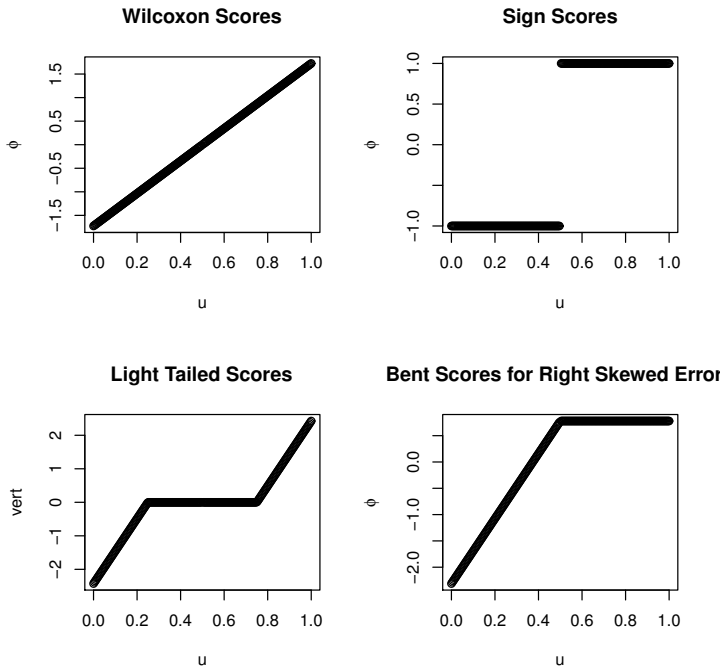 Wilcoxon Scores
ϕ
1.5
0.5
−0.5
−1.5
0.0 0.2 0.4 0.6 0.8 1.0
u
Sign Scores
ϕ
1.0
0.5
0.0
−1.0
0.0 0.2 0.4 0.6 0.8 1.0
u
Light Tailed Scores
vert
2
1
0
−1
−2
0.0 0.2 0.4 0.6 0.8 1.0
u
Bent Scores for Right Skewed Error
ϕ
0.0
−1.0
−2.0
0.0 0.2 0.4 0.6 0.8 1.0
u